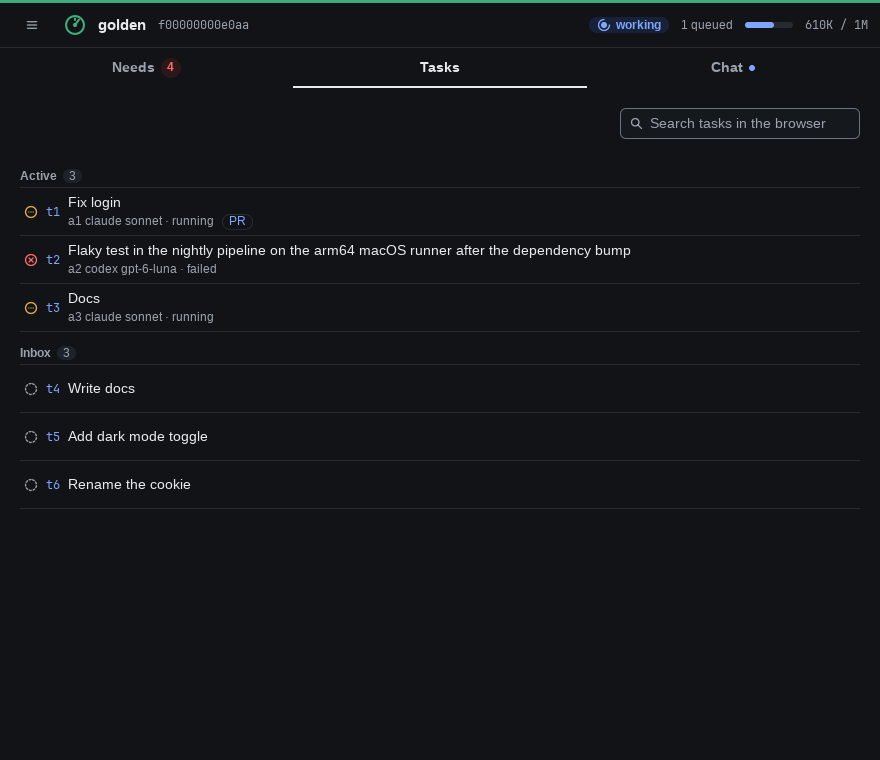 golden f00000000e0aa working 1 queued 610K / 1M
Needs 4 Tasks Chat
Search tasks in the browser
Active 3
t1 Fix login
a1 claude sonnet · running PR
t2 Flaky test in the nightly pipeline on the arm64 macOS runner after the dependency bump
a2 codex gpt-6-luna · failed
t3 Docs
a3 claude sonnet · running
Inbox 3
t4 Write docs
t5 Add dark mode toggle
t6 Rename the cookie